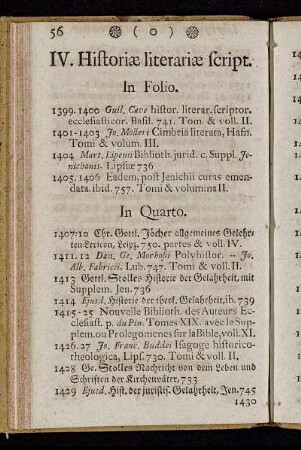 56 ( o )
IV. Historiæ literariæ script.
In Folio.
1399. 1400 Guil. Cave histor. literar. scriptor.
ecclesiasticor. Basil. 741. Tom. & voll. II.
1401-1403 Jo. Molleri Cimbria literata, Hafn.
Tomi & volum. III.
1404 Mart. Lipenii Biblioth. jurid. c. Suppl. Je-
nichanis. Lipsiæ 736
1405. 1406 Eadem, post Jenichii curas emen-
data. ibid. 757. Tomi & volumina II.
In Quarto.
1407-10 Chr. Gottl. Jöcher allgemeines Gelehr-
ten-Lexicon, Leipz. 750. partes & voll. IV.
1411. 12 Dan. Ge. Morhofii Polyhistor. -- Jo.
Alb. Fabricii. Lub. 747. Tomi & voll. II.
1413 Gottl. Stolles Historie der Gelahrheit, mit
Supplem. Jen. 736
1414 Ejusd. Historie der theol. Gelahrheit, ib. 739
1415-25 Nouvelle Biblioth. des Auteurs Ec-
clesiast. p. du Pin, Tomes XIX. avec le Sup-
plem. ou Prolegomenes sur la Bible, voll. XI.
1426. 27 Jo. Franc. Buddei Isagoge historico-
theologica, Lips. 730. Tomi & voll. II.
1428 Ge. Stolles Nachricht von dem Leben und
Schriften der Kirchenväter, 733
1429 Ejusd. Hist. der juristis. Gelahrheit, Jen. 745
1430